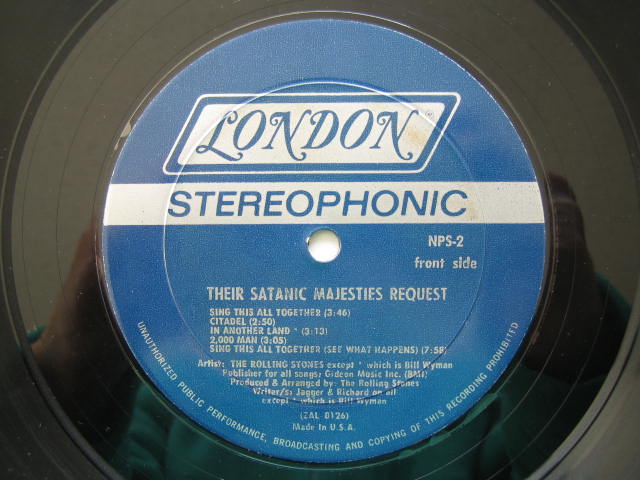 LONDON
STEREOPHONIC
NPS-2
front side
THEIR SATANIC MAJESTIES REQUEST
SING THIS ALL TOGETHER (3:46)
CITADEL (2:50)
IN ANOTHER LAND * (3:13)
2,000 MAN (3:05)
SING THIS ALL TOGETHER (SEE WHAT HAPPENS) (7:58)
Artist: THE ROLLING STONES except * which is Bill Wyman
Publisher for all songs: Gideon Music Inc. (BMI)
Produced & Arranged by: The Rolling Stones
Writer/s: Jagger & Richard on all
except * which is Bill Wyman
(ZAL 0126)
Made in U.S.A.
UNAUTHORIZED PUBLIC PERFORMANCE, BROADCASTING AND COPYING OF THIS RECORDING PROHIBITED